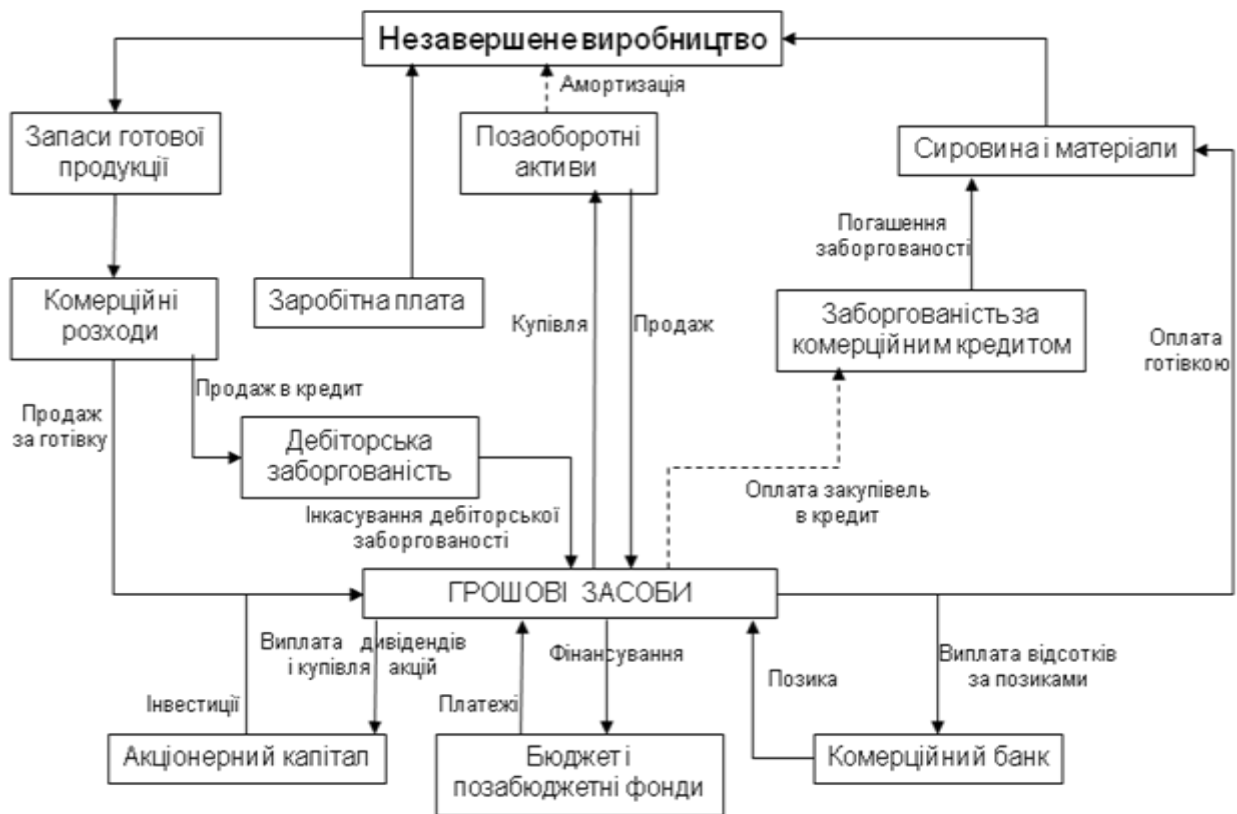 Незавершене виробництво
Амортизація
Запаси готової
продукції
Позаоборотні
активи
Сировина і матеріали
Погашення
заборгованості
Комерційні
розходи
Заробітна плата
Купівля
Продаж
Заборгованість за
комерційним кредитом
Оплата
готівкою
Продаж в кредит
Продаж
за готівку
Дебіторська
заборгованість
Оплата закупівель
в кредит
Інкасування дебіторської
заборгованості
ГРОШОВІ ЗАСОБИ
Виплата дивідендів
і купівля акцій
Фінансування
Виплата відсотків
за позиками
Позика
Інвестиції
Платежі
Акціонерний капітал
Бюджет і
позабюджетні фонди
Комерційний банк